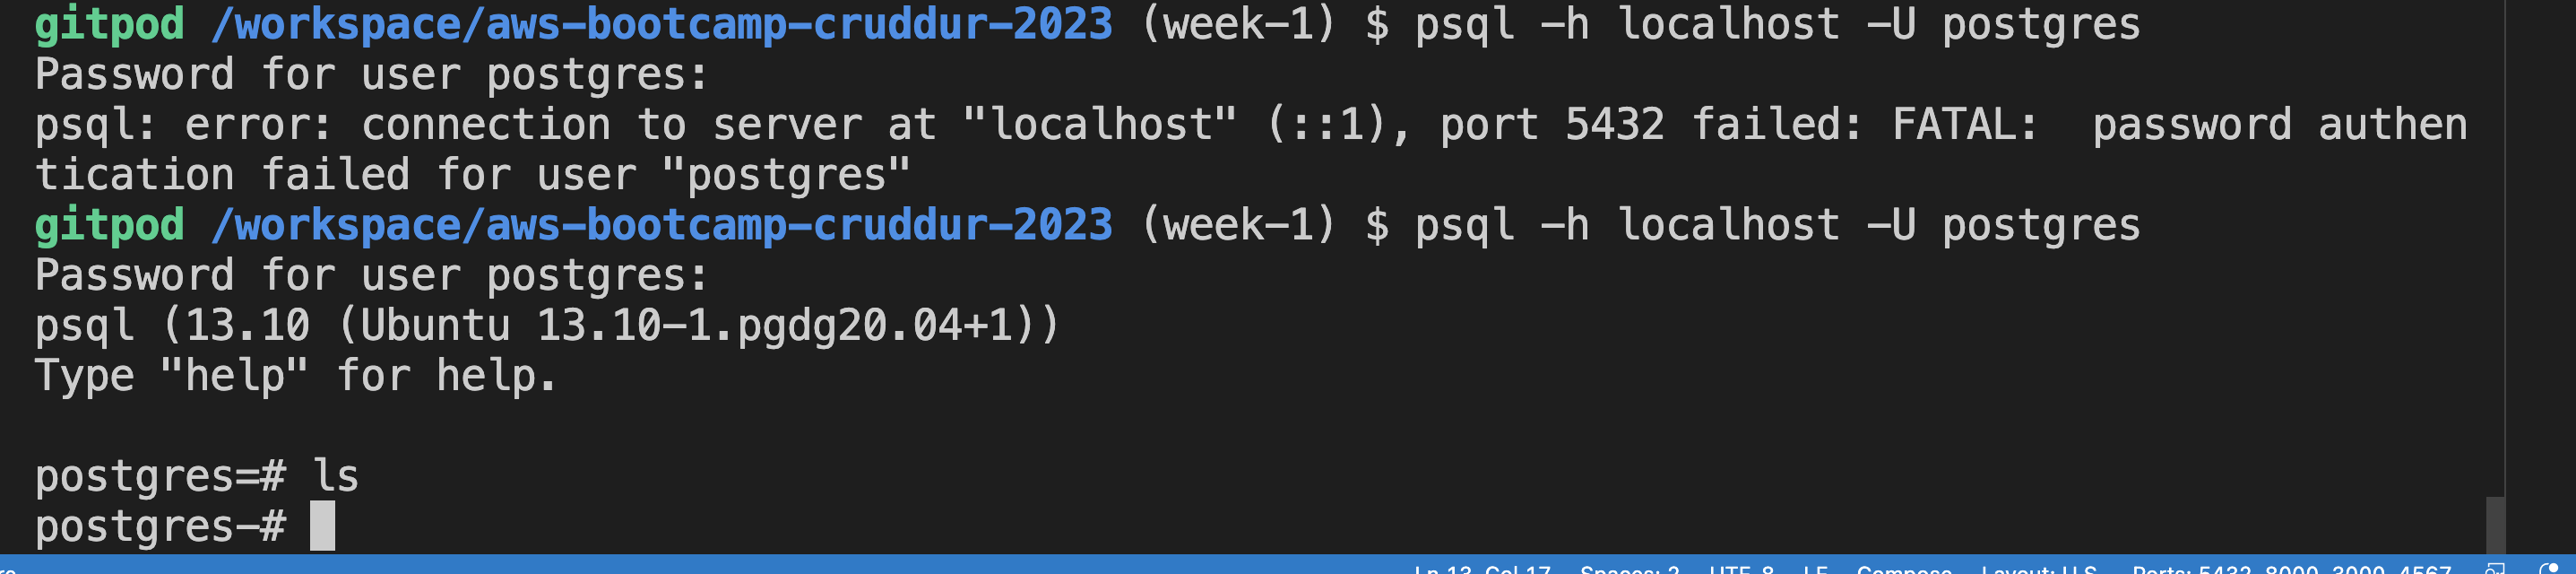 gitpod /workspace/aws-bootcamp-cruddur-2023 (week-1) $ psql -h localhost -U postgres
Password for user postgres:
psql: error: connection to server at "localhost" (::1), port 5432 failed: FATAL:  password authen
tication failed for user "postgres"
gitpod /workspace/aws-bootcamp-cruddur-2023 (week-1) $ psql -h localhost -U postgres
Password for user postgres:
psql (13.10 (Ubuntu 13.10-1.pgdg20.04+1))
Type "help" for help.
postgres=# ls
postgres-#
Ln 13, Col 17 Spaces: 2 UTF-8 LF Compose Layout: U.S. Ports: 5432, 8000, 3000, 4567